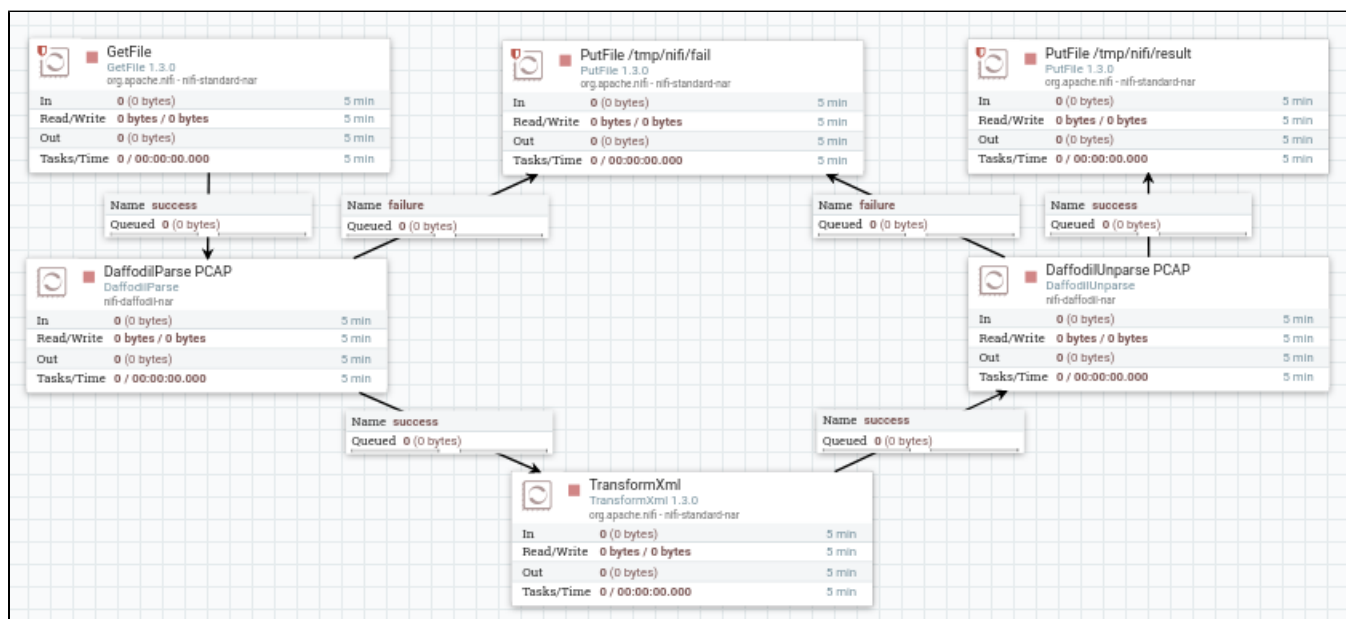 GetFile
GetFile 1.3.0
org.apache.nifi - nifi-standard-nar
In 0 (0 bytes) 5 min
Read/Write 0 bytes / 0 bytes 5 min
Out 0 (0 bytes) 5 min
Tasks/Time 0 / 00:00:00.000 5 min
PutFile /tmp/nifi/fail
PutFile 1.3.0
org.apache.nifi - nifi-standard-nar
In 0 (0 bytes) 5 min
Read/Write 0 bytes / 0 bytes 5 min
Out 0 (0 bytes) 5 min
Tasks/Time 0 / 00:00:00.000 5 min
PutFile /tmp/nifi/result
PutFile 1.3.0
org.apache.nifi - nifi-standard-nar
In 0 (0 bytes) 5 min
Read/Write 0 bytes / 0 bytes 5 min
Out 0 (0 bytes) 5 min
Tasks/Time 0 / 00:00:00.000 5 min
Name success
Queued 0 (0 bytes)
Name failure
Queued 0 (0 bytes)
Name failure
Queued 0 (0 bytes)
Name success
Queued 0 (0 bytes)
DaffodilParse PCAP
DaffodilParse
nifi-daffodil-nar
In 0 (0 bytes) 5 min
Read/Write 0 bytes / 0 bytes 5 min
Out 0 (0 bytes) 5 min
Tasks/Time 0 / 00:00:00.000 5 min
DaffodilUnparse PCAP
DaffodilUnparse
nifi-daffodil-nar
In 0 (0 bytes) 5 min
Read/Write 0 bytes / 0 bytes 5 min
Out 0 (0 bytes) 5 min
Tasks/Time 0 / 00:00:00.000 5 min
Name success
Queued 0 (0 bytes)
Name success
Queued 0 (0 bytes)
TransformXml
TransformXml 1.3.0
org.apache.nifi - nifi-standard-nar
In 0 (0 bytes) 5 min
Read/Write 0 bytes / 0 bytes 5 min
Out 0 (0 bytes) 5 min
Tasks/Time 0 / 00:00:00.000 5 min